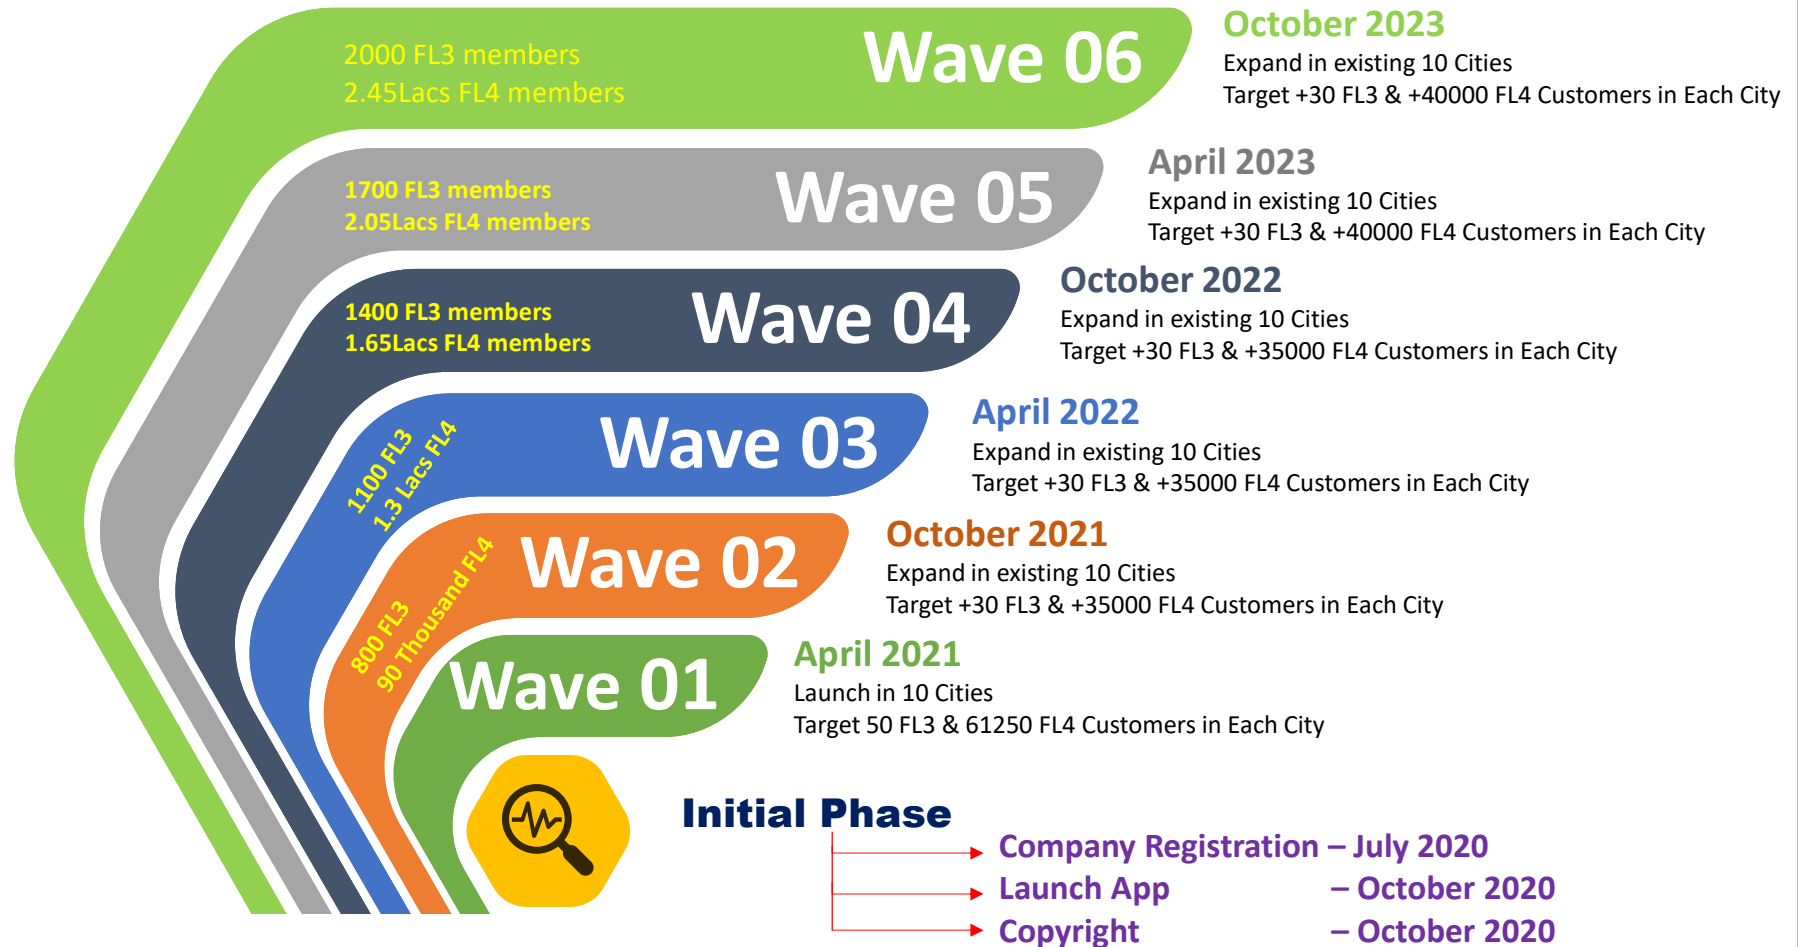 2000 FL3 members
2.45Lacs FL4 members
Wave 06
October 2023
Expand in existing 10 Cities
Target +30 FL3 & +40000 FL4 Customers in Each City
1700 FL3 members
2.05Lacs FL4 members
Wave 05
April 2023
Expand in existing 10 Cities
Target +30 FL3 & +40000 FL4 Customers in Each City
1400 FL3 members
1.65Lacs FL4 members
Wave 04
October 2022
Expand in existing 10 Cities
Target +30 FL3 & +35000 FL4 Customers in Each City
1100 FL3
1.3 Lacs FL4
Wave 03
April 2022
Expand in existing 10 Cities
Target +30 FL3 & +35000 FL4 Customers in Each City
800 FL3
90 Thousand FL4
Wave 02
October 2021
Expand in existing 10 Cities
Target +30 FL3 & +35000 FL4 Customers in Each City
Wave 01
April 2021
Launch in 10 Cities
Target 50 FL3 & 61250 FL4 Customers in Each City
Initial Phase
Company Registration – July 2020
Launch App – October 2020
Copyright – October 2020